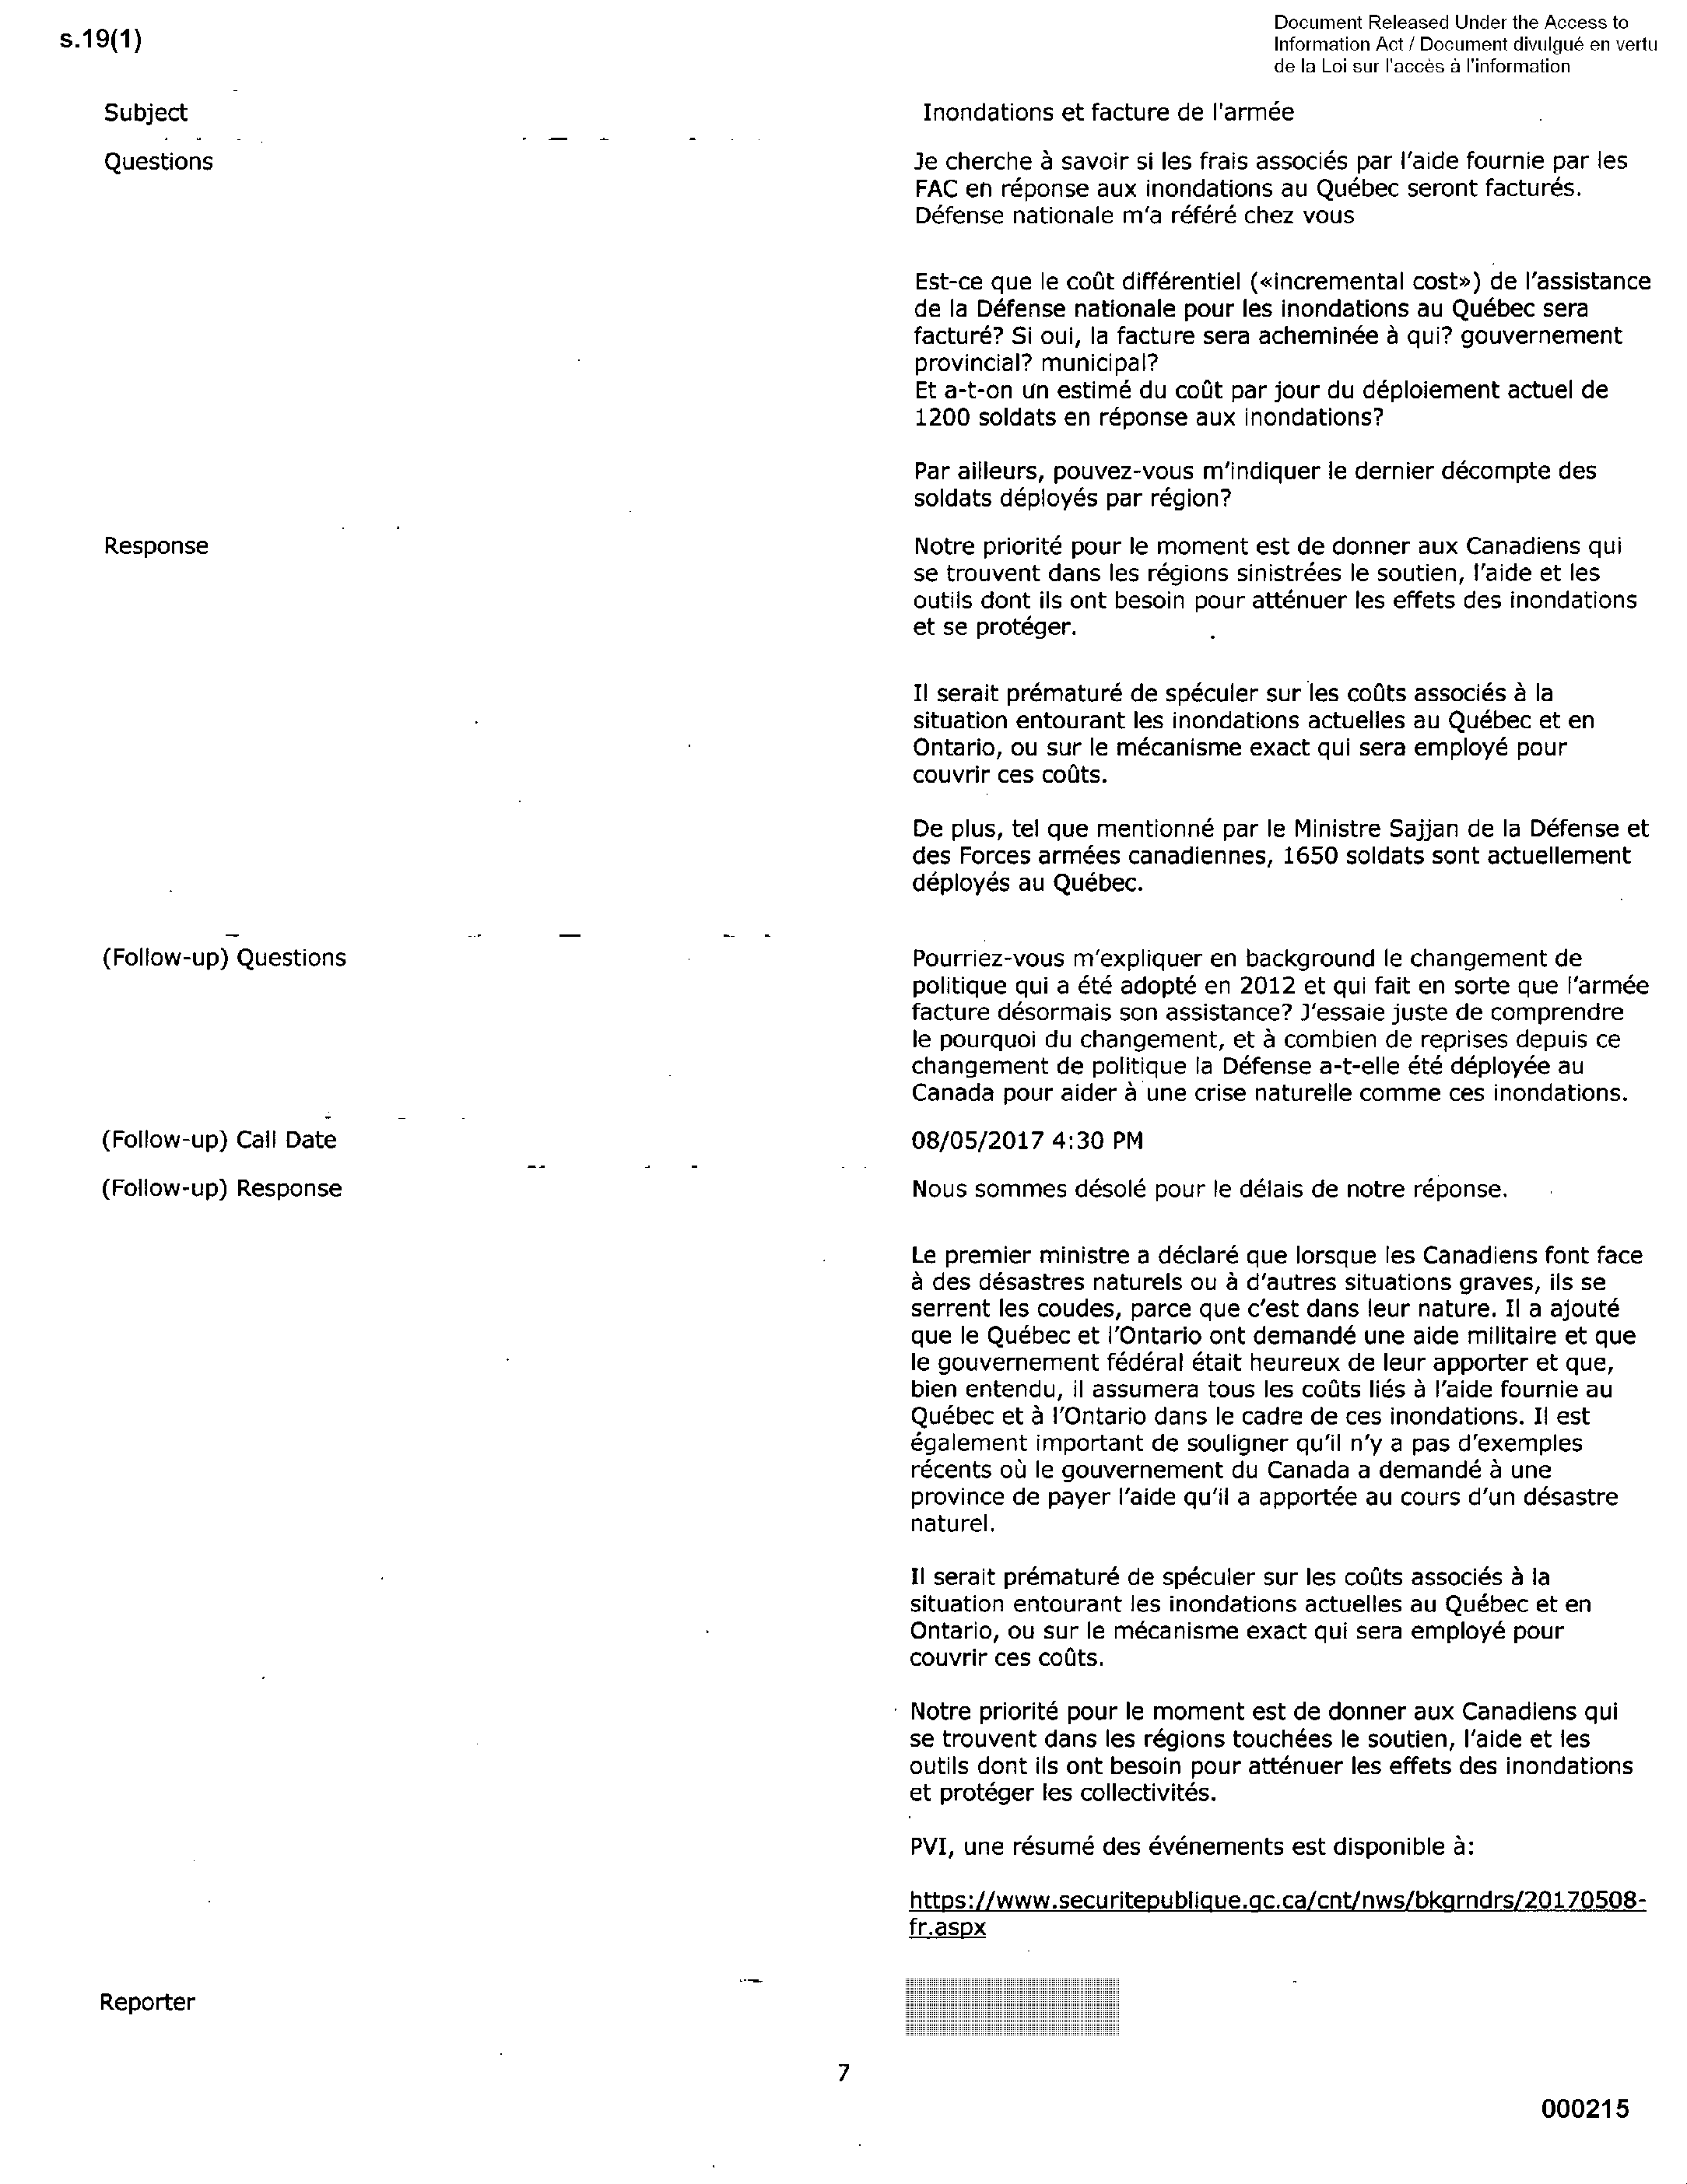 s.19(1)
Document Released Under the Access to
Information Act / Document divulgué en vertu
de la Loi sur l'accès à l'information
Subject
Inondations et facture de l'armée
Questions
Je cherche à savoir si les frais associés par l'aide fournie par les
FAC en réponse aux inondations au Québec seront facturés.
Défense nationale m'a référé chez vous
Est-ce que le coût différentiel («incremental cost») de l'assistance
de la Défense nationale pour les inondations au Québec sera
facturé? Si oui, la facture sera acheminée à qui? gouvernement
provincial? municipal?
Et a-t-on un estimé du coût par jour du déploiement actuel de
1200 soldats en réponse aux inondations?
Par ailleurs, pouvez-vous m'indiquer le dernier décompte des
soldats déployés par région?
Response
Notre priorité pour le moment est de donner aux Canadiens qui
se trouvent dans les régions sinistrées le soutien, l'aide et les
outils dont ils ont besoin pour atténuer les effets des inondations
et se protéger.
Il serait prématuré de spéculer sur les coûts associés à la
situation entourant les inondations actuelles au Québec et en
Ontario, ou sur le mécanisme exact qui sera employé pour
couvrir ces coûts.
De plus, tel que mentionné par le Ministre Sajjan de la Défense et
des Forces armées canadiennes, 1650 soldats sont actuellement
déployés au Québec.
(Follow-up) Questions
Pourriez-vous m'expliquer en background le changement de
politique qui a été adopté en 2012 et qui fait en sorte que l'armée
facture désormais son assistance? J'essaie juste de comprendre
le pourquoi du changement, et à combien de reprises depuis ce
changement de politique la Défense a-t-elle été déployée au
Canada pour aider à une crise naturelle comme ces inondations.
(Follow-up) Call Date
08/05/2017 4:30 PM
(Follow-up) Response
Nous sommes désolé pour le délais de notre réponse.
Le premier ministre a déclaré que lorsque les Canadiens font face
à des désastres naturels ou à d'autres situations graves, ils se
serrent les coudes, parce que c'est dans leur nature. Il a ajouté
que le Québec et l'Ontario ont demandé une aide militaire et que
le gouvernement fédéral était heureux de leur apporter et que,
bien entendu, il assumera tous les coûts liés à l'aide fournie au
Québec et à l'Ontario dans le cadre de ces inondations. Il est
également important de souligner qu'il n'y a pas d'exemples
récents où le gouvernement du Canada a demandé à une
province de payer l'aide qu'il a apportée au cours d'un désastre
naturel.
Il serait prématuré de spéculer sur les coûts associés à la
situation entourant les inondations actuelles au Québec et en
Ontario, ou sur le mécanisme exact qui sera employé pour
couvrir ces coûts.
Notre priorité pour le moment est de donner aux Canadiens qui
se trouvent dans les régions touchées le soutien, l'aide et les
outils dont ils ont besoin pour atténuer les effets des inondations
et protéger les collectivités.
PVI, une résumé des événements est disponible à:
https://www.securitepublique.gc.ca/cnt/nws/bkgrndrs/20170508-
fr.aspx
Reporter
7
000215